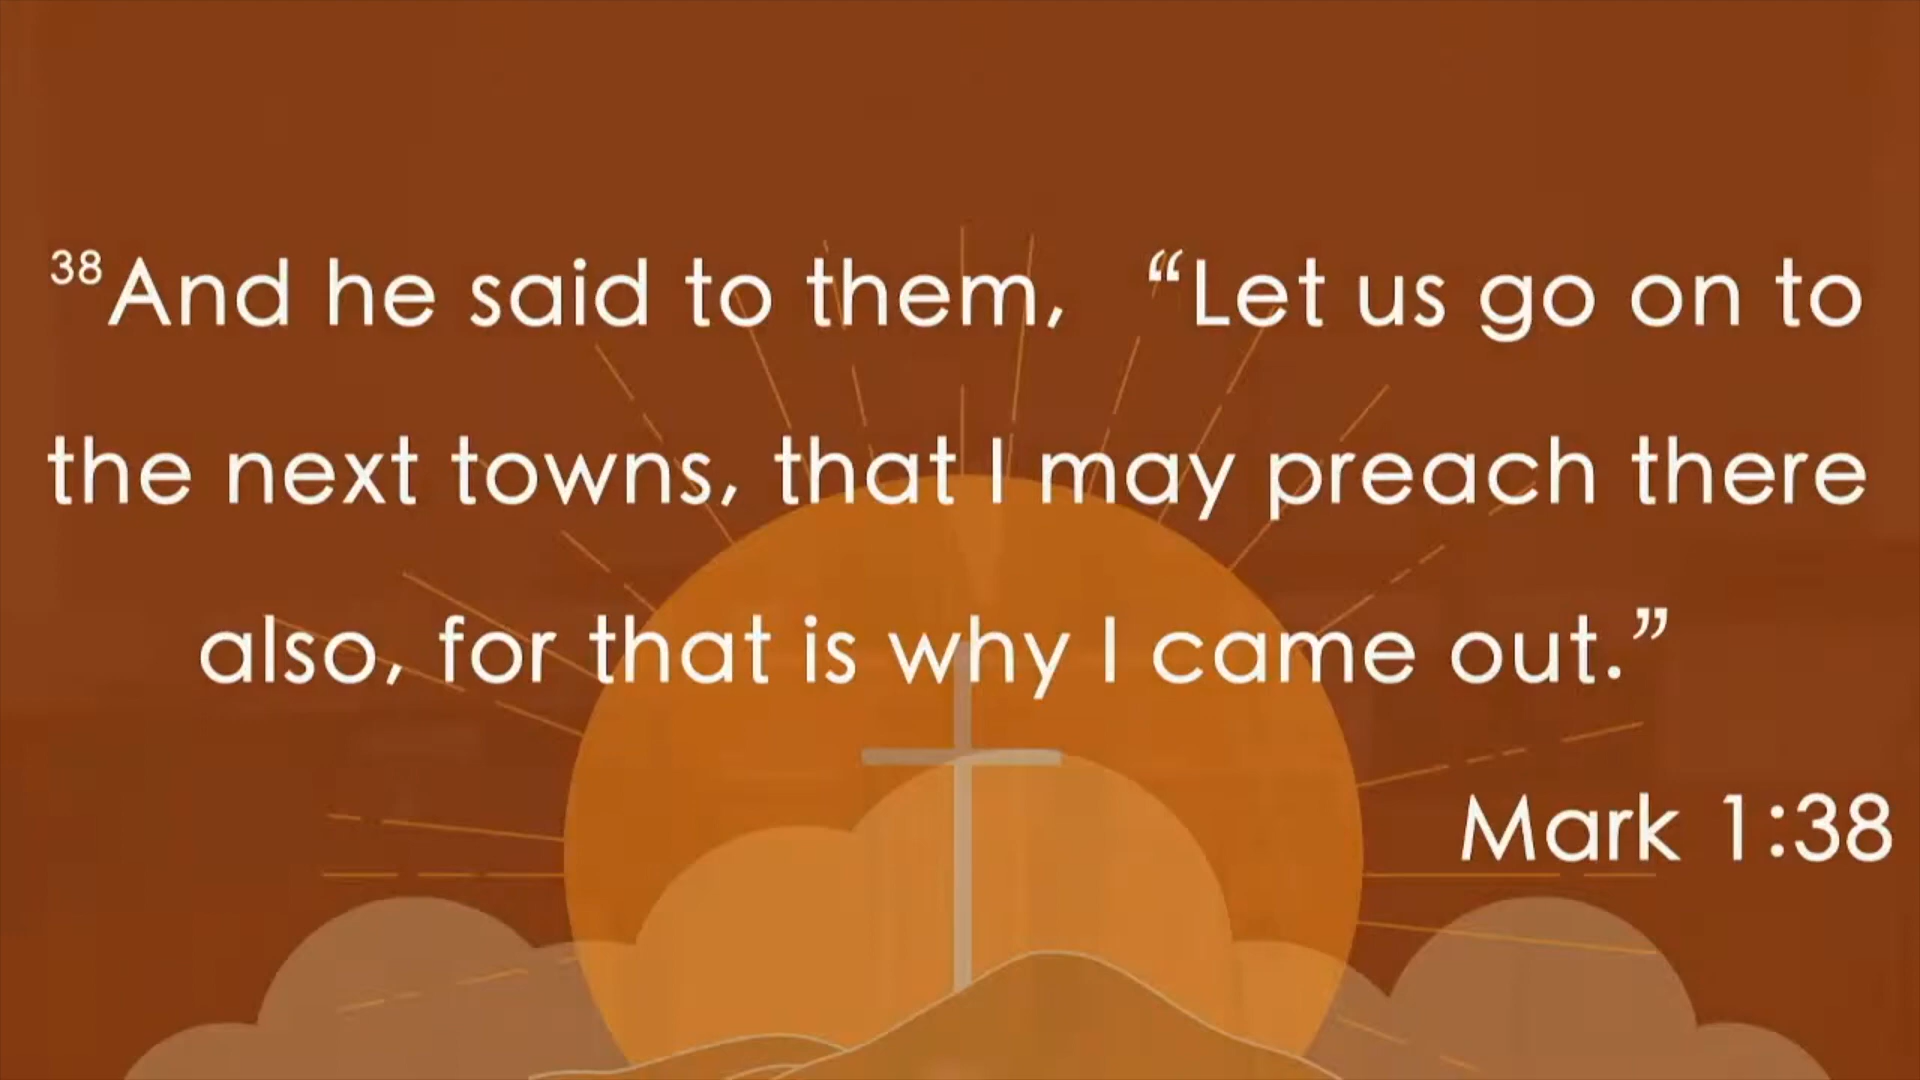 38And he said to them, “Let us go on to
the next towns, that I may preach there
also, for that is why I came out.”
Mark 1:38